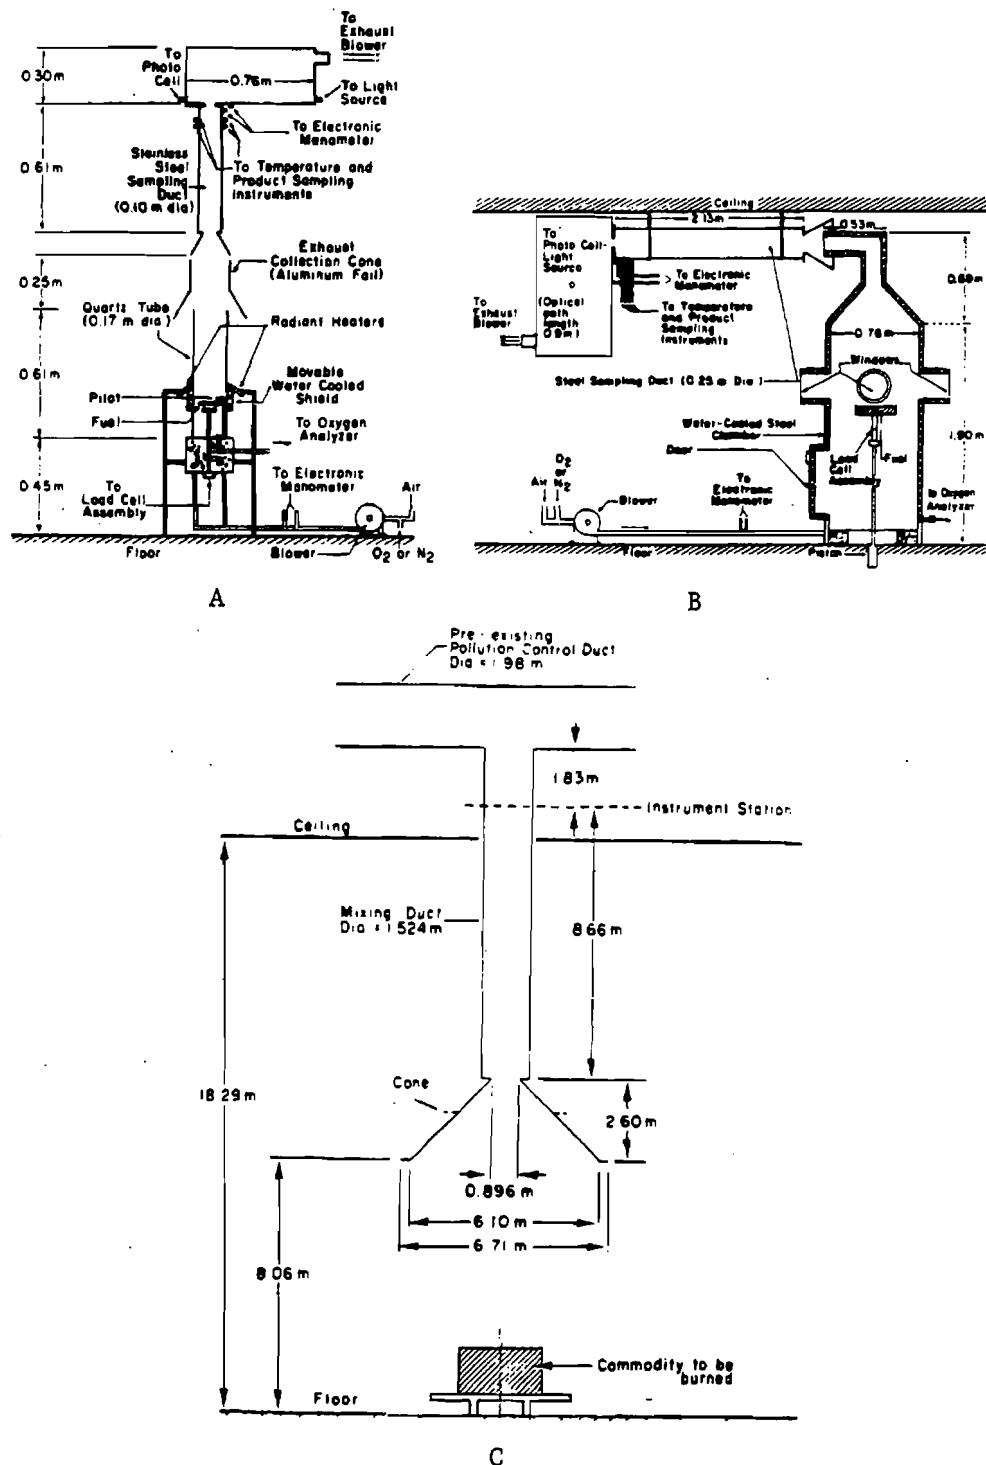 To
Exhaust
Blower
To
Photo
Cell
0.30m
0.76m
To Light
Source
To Electronic
Manometer
0.61m
Stainless
Steel
Sampling
Duct
(0.10m dia)
To Temperature and
Product Sampling
Instruments
Exhaust
Collection Cone
(Aluminum Foil)
0.25m
Quartz Tube
(0.17 m dia.)
Radiant Heaters
0.61m
Movable
Water Cooled
Shield
Pilot
Fuel
To Oxygen
Analyzer
0.45m
To
Load Cell
Assembly
To Electronic
Manometer
Air
Floor
Blower
O2 or N2
A
Ceiling
2.13m
0.53m
To
Photo Cell-
Light
Source
(Optical
path
length
0.9m)
To
Exhaust
Blower
To Electronic
Manometer
To Temperature
and Product
Sampling
Instruments
0.68m
0.76m
Windows
Steel Sampling Duct (0.25m Dia)
Water-Cooled Steel
Chamber
Door
Load
Cell
Assembly
Fuel
1.90m
O2
or
Air N2
Blower
To
Electronic
Manometer
To Oxygen
Analyzer
Floor
Piston
B
Pre-existing
Pollution Control Duct
Dia = 1.98 m
1.83m
Instrument Station
Ceiling
Mixing Duct
Dia = 1.524m
8.66m
18.29m
Cone
2.60m
0.896m
6.10m
6.71m
8.06m
Commodity to be
burned
Floor
C